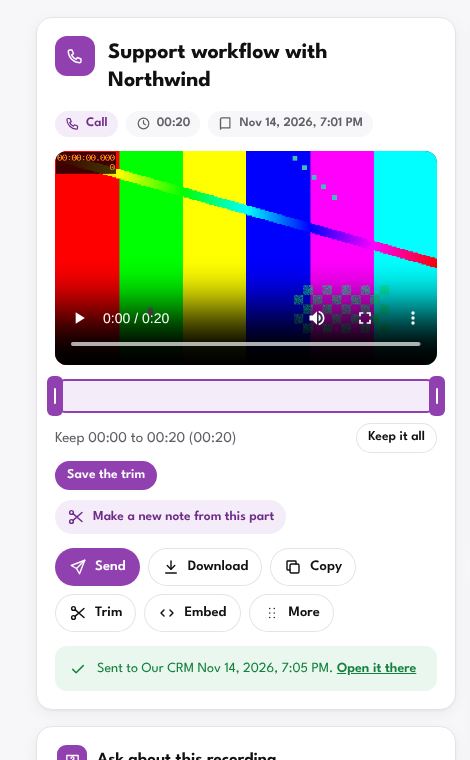 Support workflow with
Northwind
Call
00:20
Nov 14, 2026, 7:01 PM
00:00:00.000
0
0:00 / 0:20
Keep 00:00 to 00:20 (00:20)
Keep it all
Save the trim
Make a new note from this part
Send
Download
Copy
Trim
Embed
More
Sent to Our CRM Nov 14, 2026, 7:05 PM. Open it there
Ask about this recording